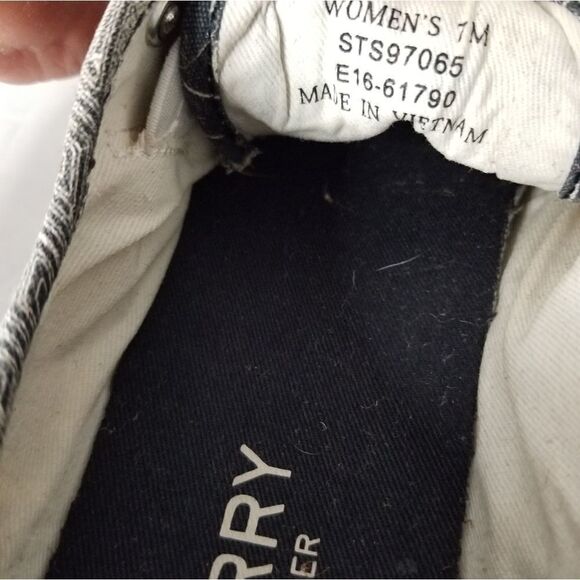 WOMEN'S 7M
STS97065
E16-61790
MADE IN VIETNAM
RRY
ER